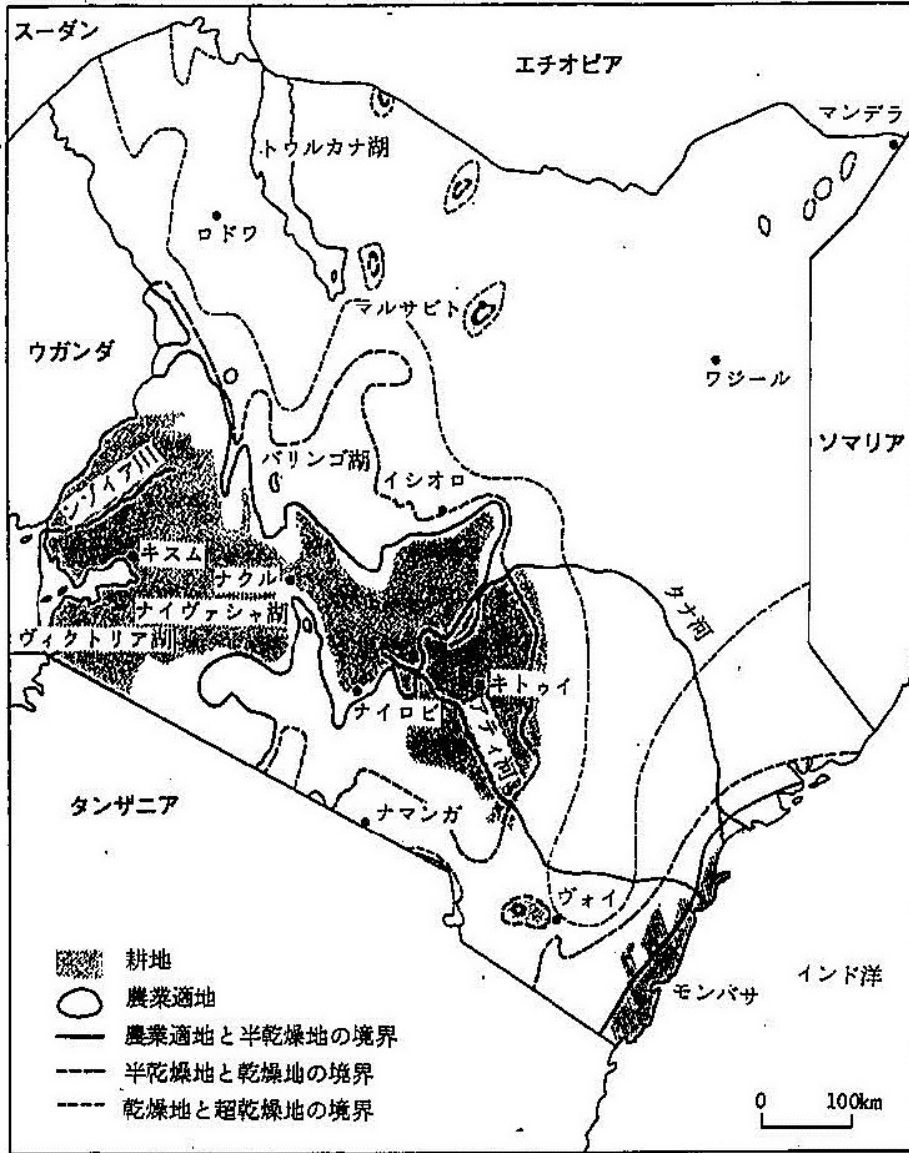 スーダン
エチオピア
マンデラ
トゥルカナ湖
ロドワ
マルサビト
ウガンダ
ワジール
ソマリア
バリンゴ湖
イシオロ
ンゾィア川
キスム
ナクル
タナ河
ナイヴァシャ湖
ヴィクトリア湖
キトゥイ
ナイロビ
アティ河
タンザニア
ナマンガ
ヴォイ
モンバサ
インド洋
耕地
農業適地
農業適地と半乾燥地の境界
半乾燥地と乾燥地の境界
乾燥地と超乾燥地の境界
0 100km